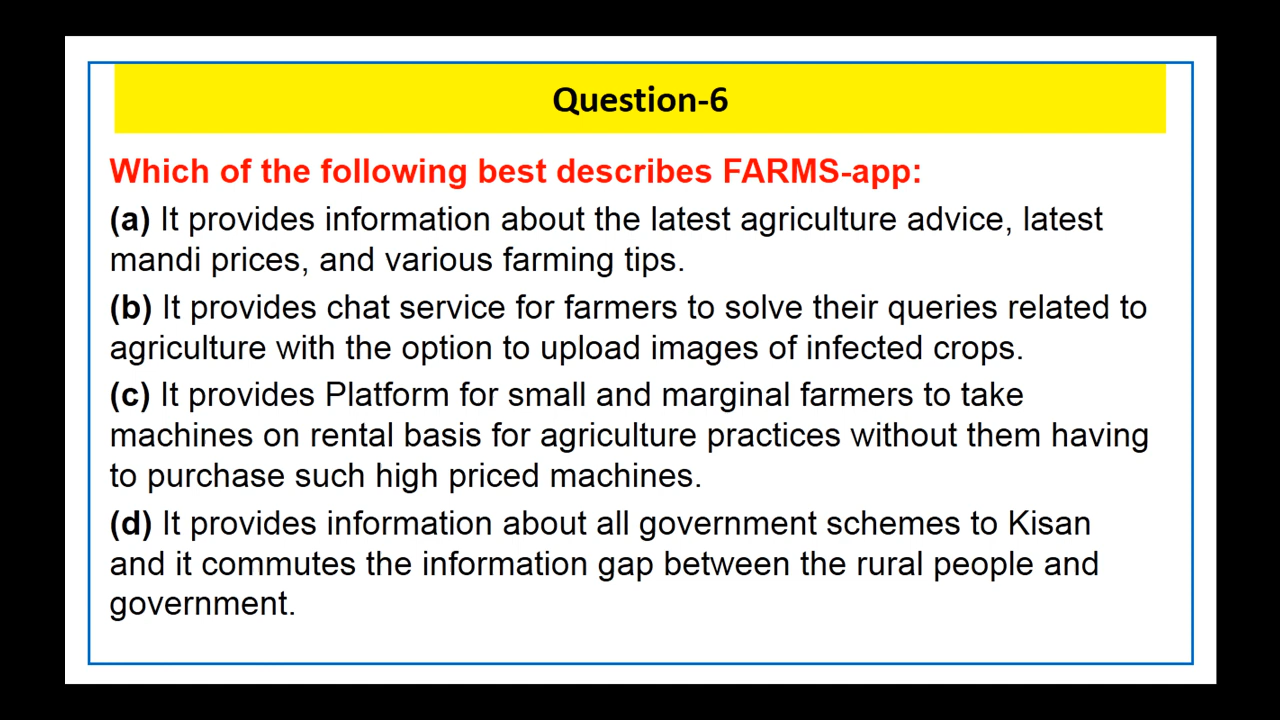 Question-6
Which of the following best describes FARMS-app:
(a) It provides information about the latest agriculture advice, latest
mandi prices, and various farming tips.
(b) It provides chat service for farmers to solve their queries related to
agriculture with the option to upload images of infected crops.
(c) It provides Platform for small and marginal farmers to take
machines on rental basis for agriculture practices without them having
to purchase such high priced machines.
(d) It provides information about all government schemes to Kisan
and it commutes the information gap between the rural people and
government.